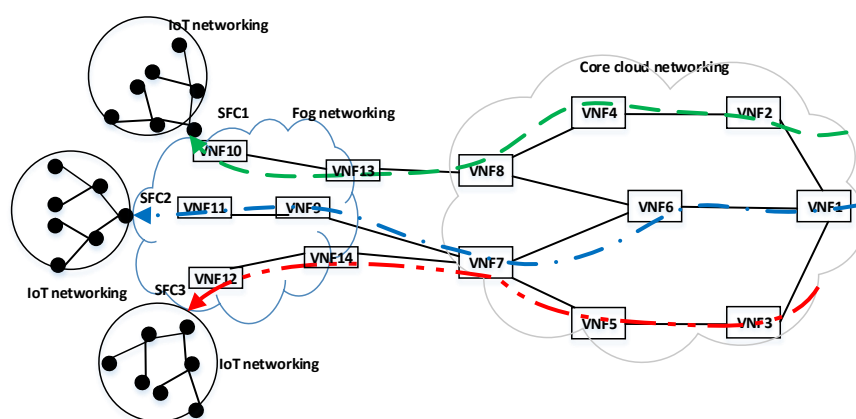 IoT networking
Core cloud networking
SFC1
Fog networking
VNF4
VNF2
VNF10
VNF13
VNF8
SFC2
VNF11
VNF9
VNF6
VNF1
VNF14
VNF7
VNF12
SFC3
IoT networking
VNF5
VNF3
IoT networking